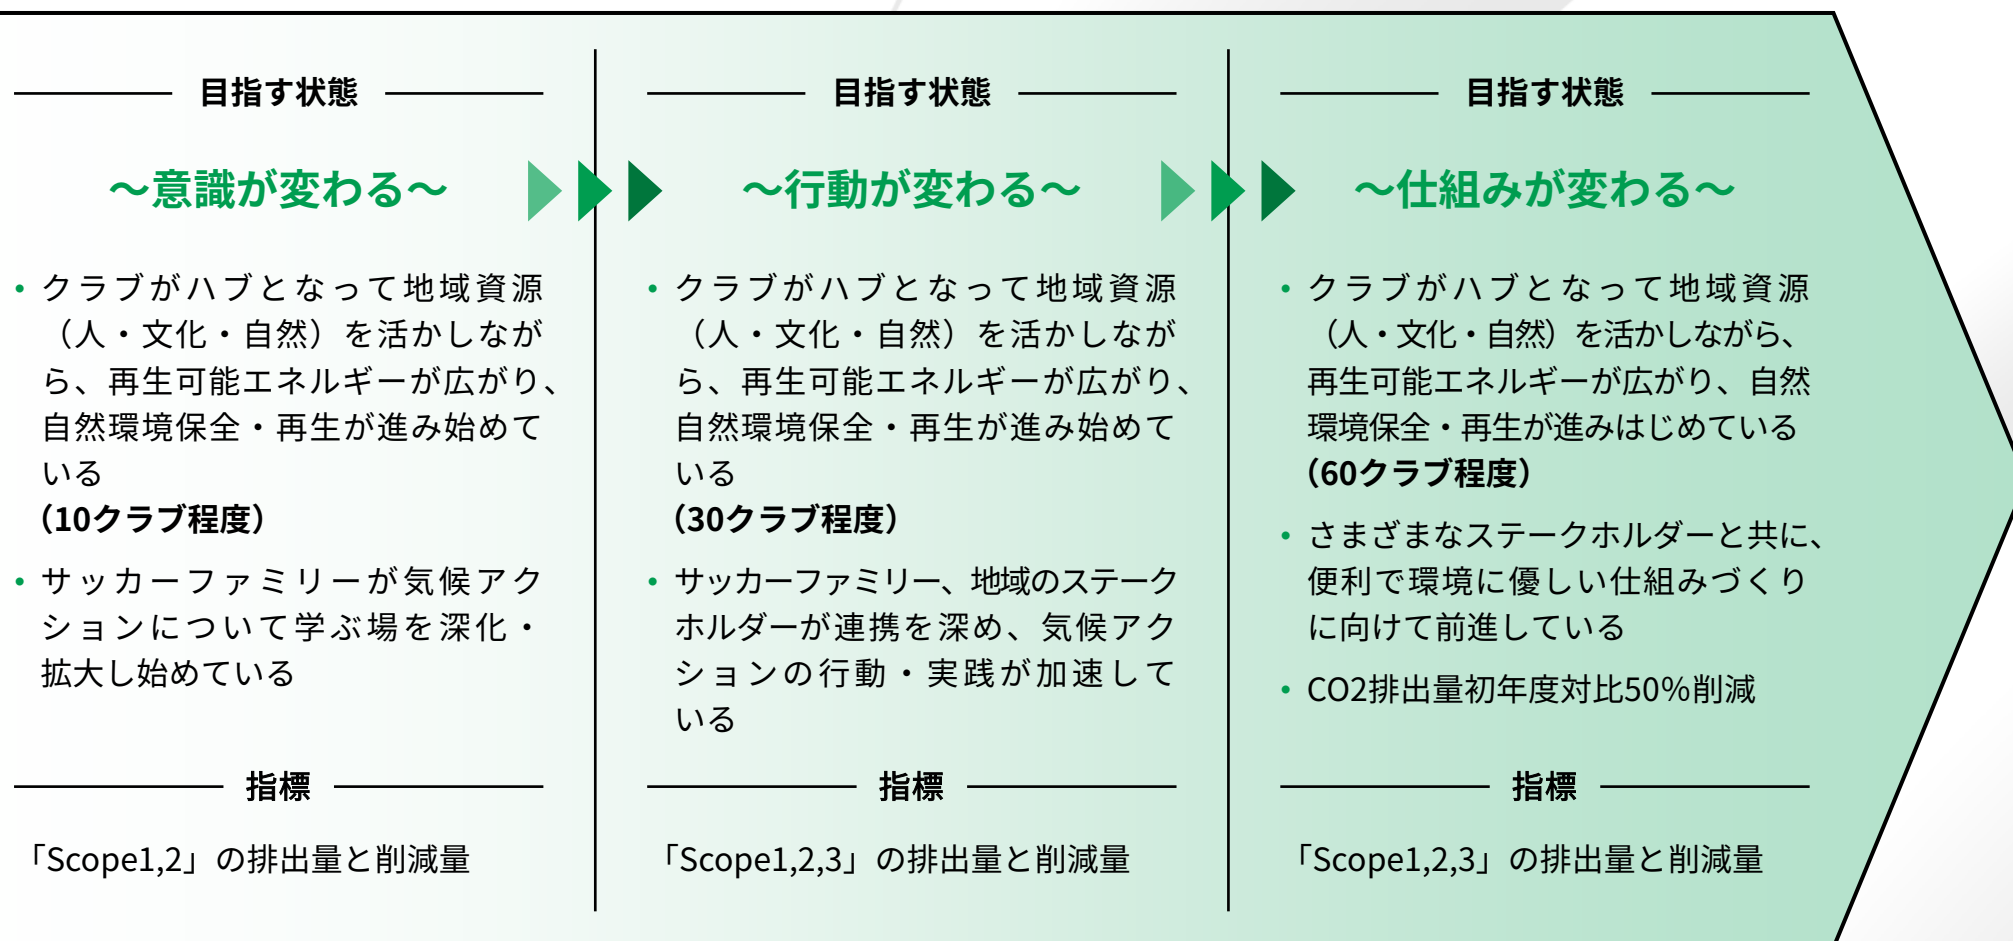 目指す状態
～意識が変わる～
・クラブがハブとなって地域資源
（人・文化・自然）を活かしなが
ら、再生可能エネルギーが広がり、
自然環境保全・再生が進み始めて
いる
（10クラブ程度）
・サッカーファミリーが気候アク
ションについて学ぶ場を深化・
拡大し始めている
指標
「Scope1,2」の排出量と削減量
目指す状態
～行動が変わる～
・クラブがハブとなって地域資源
（人・文化・自然）を活かしなが
ら、再生可能エネルギーが広がり、
自然環境保全・再生が進み始めて
いる
（30クラブ程度）
・サッカーファミリー、地域のステーク
ホルダーが連携を深め、気候アク
ションの行動・実践が加速して
いる
指標
「Scope1,2,3」の排出量と削減量
目指す状態
～仕組みが変わる～
・クラブがハブとなって地域資源
（人・文化・自然）を活かしながら、
再生可能エネルギーが広がり、自然
環境保全・再生が進みはじめている
（60クラブ程度）
・さまざまなステークホルダーと共に、
便利で環境に優しい仕組みづくり
に向けて前進している
・CO2排出量初年度対比50%削減
指標
「Scope1,2,3」の排出量と削減量